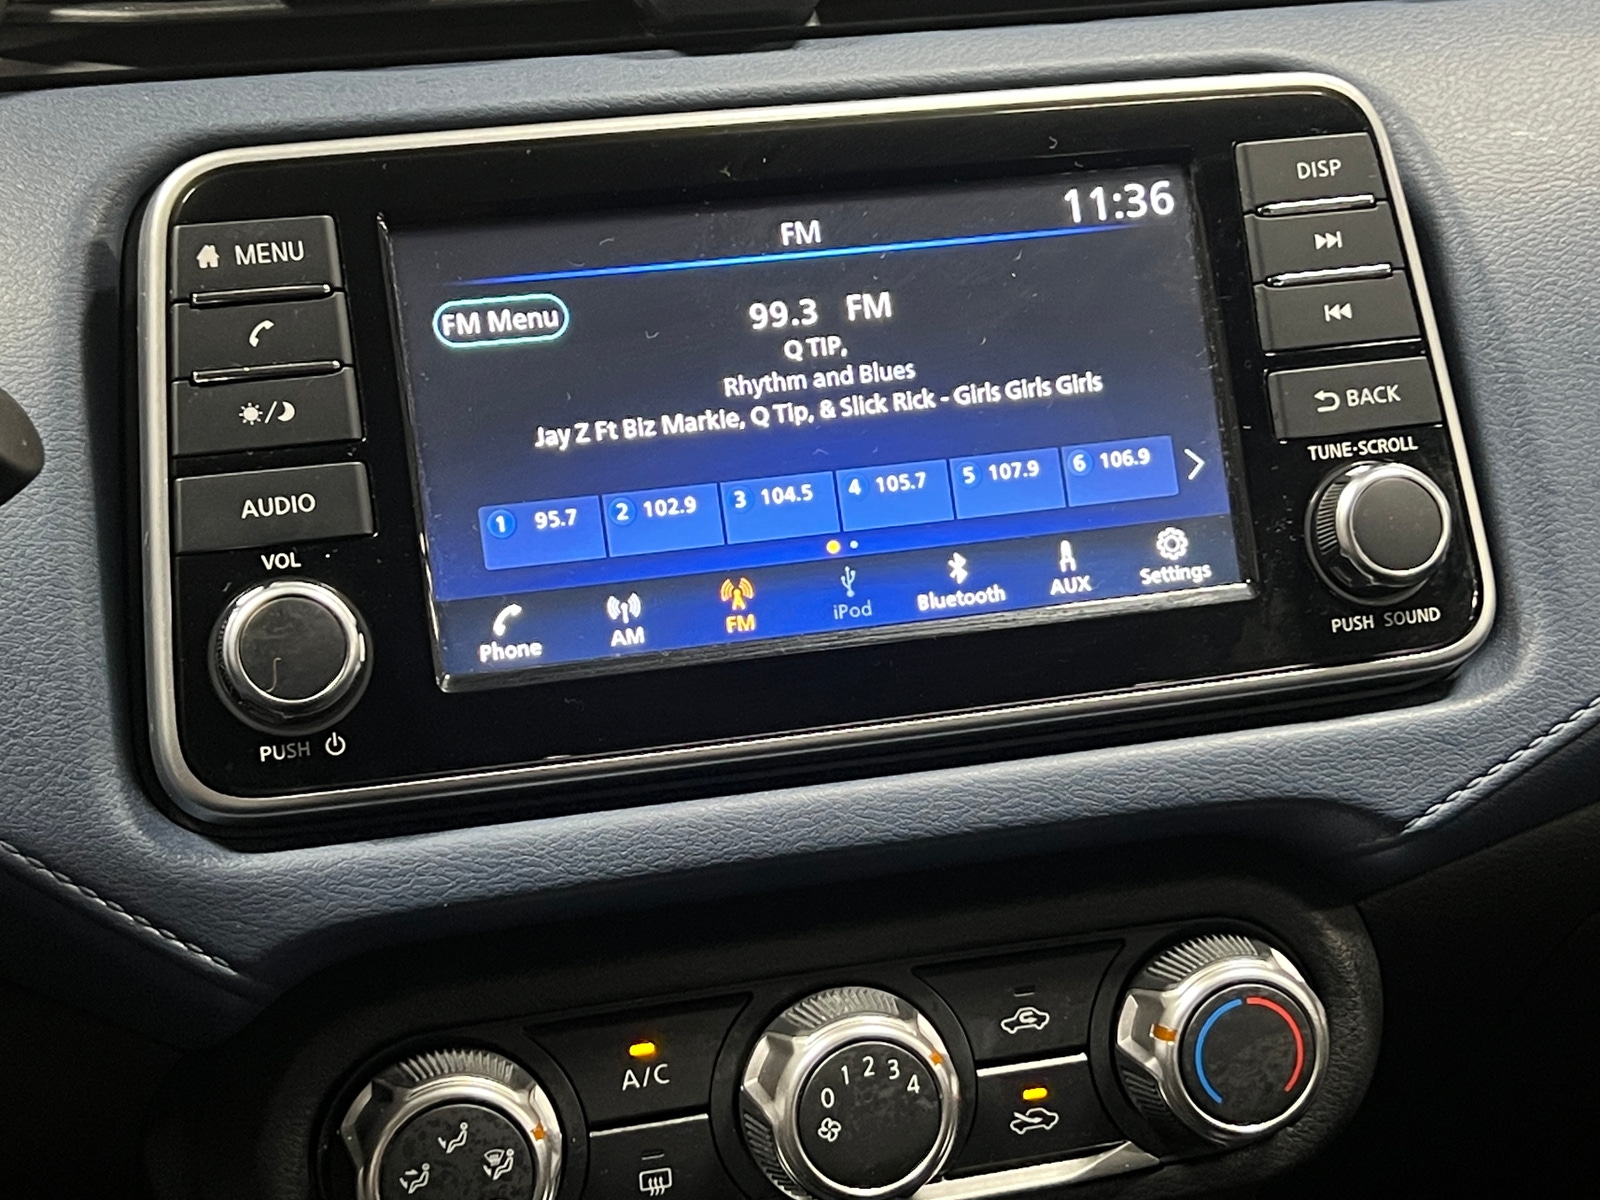 11:36
FM
MENU
FM Menu
99.3 FM
Q TIP,
Rhythm and Blues
Jay Z Ft Biz Markie, Q Tip, & Slick Rick - Girls Girls Girls
1 95.7 2 102.9 3 104.5 4 105.7 5 107.9 6 106.9
Phone AM FM iPod Bluetooth AUX Settings
AUDIO
VOL
PUSH
DISP
BACK
TUNE·SCROLL
PUSH SOUND
A/C
0 1 2 3 4